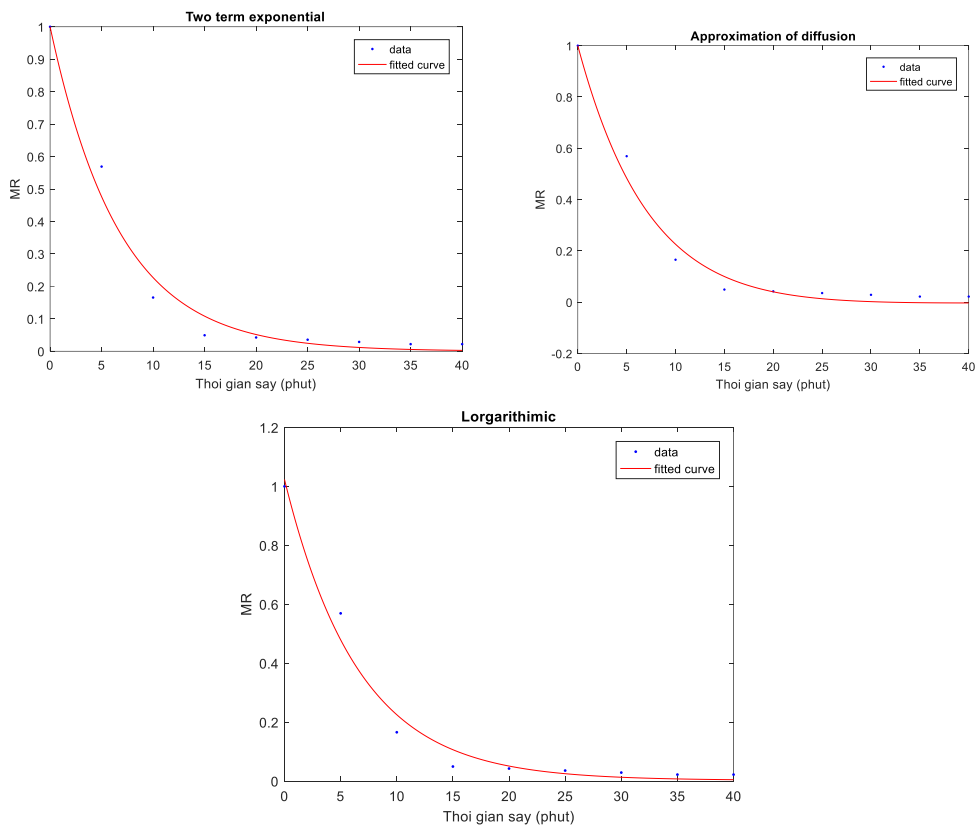 Two term exponential
1
0.9
0.8
0.7
0.6
0.5
0.4
0.3
0.2
0.1
0
MR
data
fitted curve
0 5 10 15 20 25 30 35 40
Thoi gian say (phut)
Approximation of diffusion
1
0.8
0.6
0.4
0.2
0
-0.2
MR
data
fitted curve
0 5 10 15 20 25 30 35 40
Thoi gian say (phut)
Lorgarithimic
1.2
1
0.8
0.6
0.4
0.2
0
MR
data
fitted curve
0 5 10 15 20 25 30 35 40
Thoi gian say (phut)